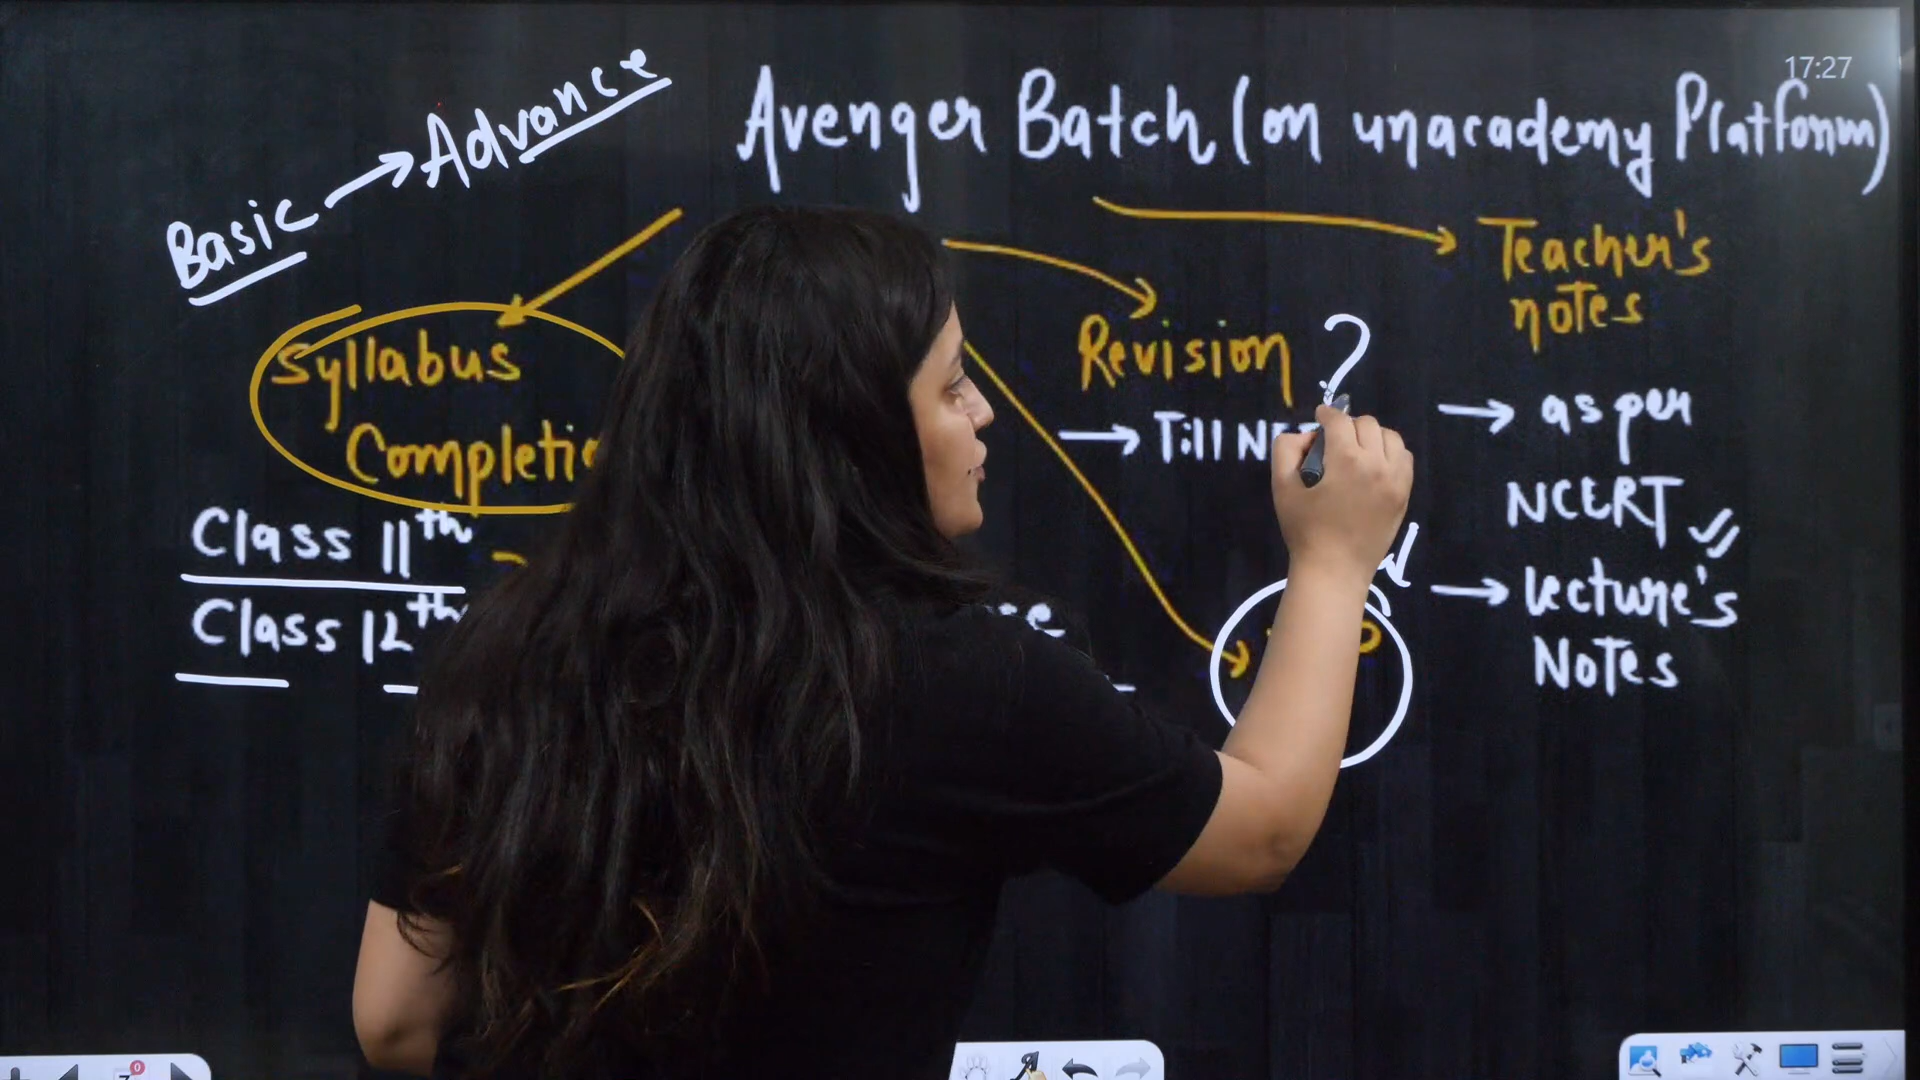 17:27
Basic → Advance
Avenger Batch (on unacademy Platform)
Syllabus
Class 11th
Class 12th
Revision ?
→ Till
Teacher's
notes
→ as per
NCERT
→ Lecture's
Notes